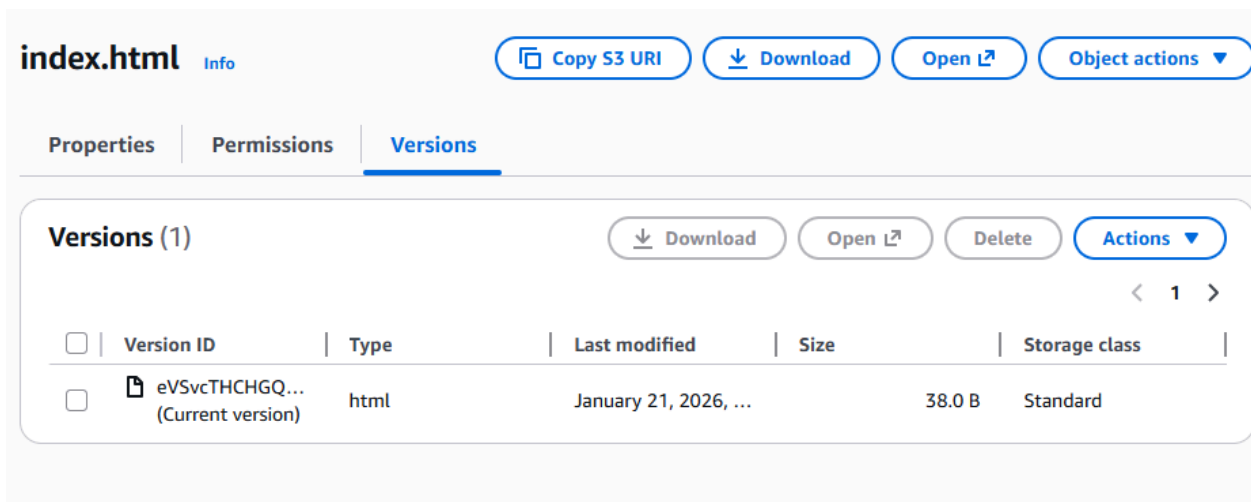 index.html Info Copy S3 URI Download Open Object actions
Properties Permissions Versions
Versions (1) Download Open Delete Actions
1
Version ID Type Last modified Size Storage class
eVSvcTHCHGQ...
(Current version) html January 21, 2026, ... 38.0 B Standard